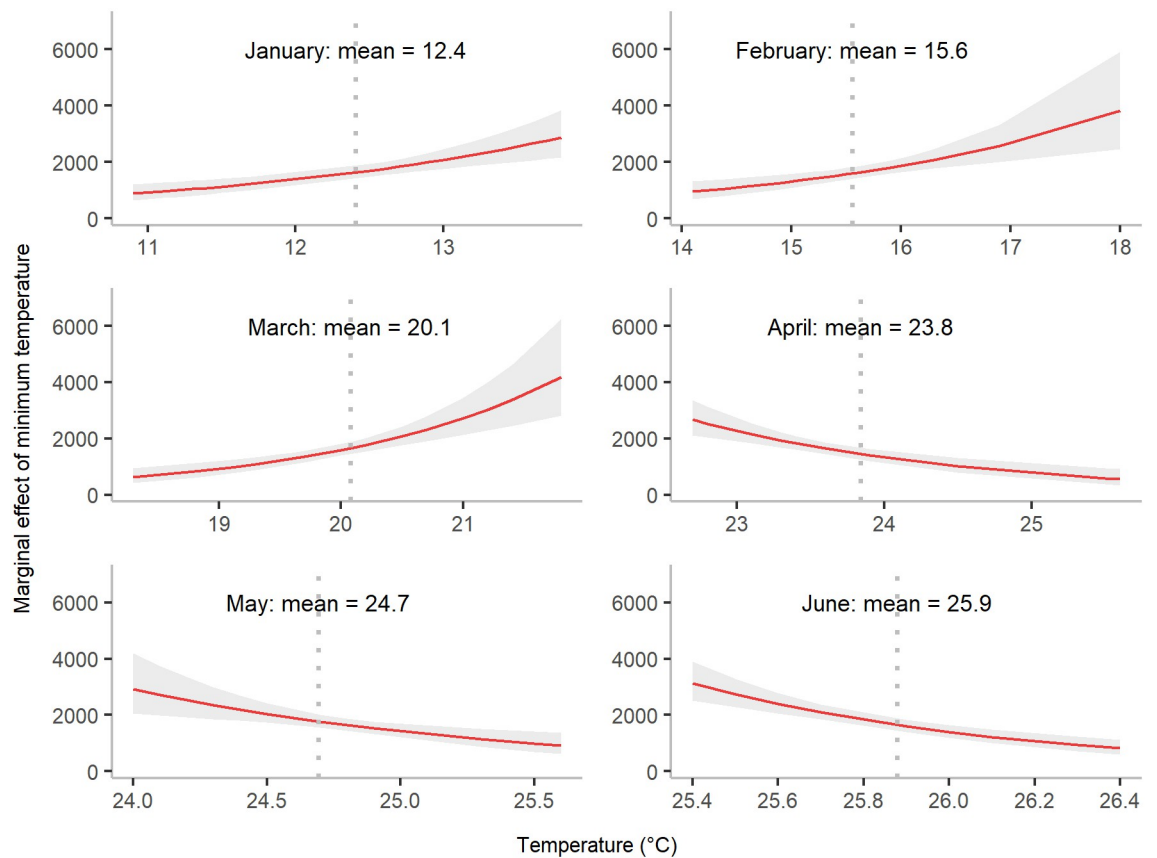 Marginal effect of minimum temperature
January: mean = 12.4
6000
4000
2000
0
11 12 13
February: mean = 15.6
6000
4000
2000
0
14 15 16 17 18
March: mean = 20.1
6000
4000
2000
0
19 20 21
April: mean = 23.8
6000
4000
2000
0
23 24 25
May: mean = 24.7
6000
4000
2000
0
24.0 24.5 25.0 25.5
June: mean = 25.9
6000
4000
2000
0
25.4 25.6 25.8 26.0 26.2 26.4
Temperature (°C)